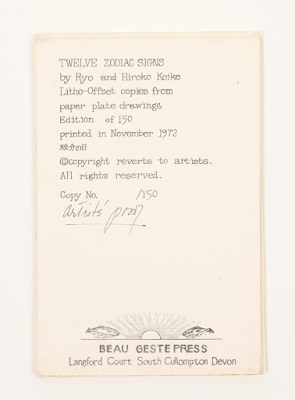 TWELVE ZODIAC SIGNS
by Ryo and Hiroko Koike
Litho-Offset copies from
paper plate drawings
Edition of 150
printed in November 1972
©copyright reverts to artists.
All rights reserved.
Copy No. /150
artists' proof
BEAU GESTE PRESS
Langford Court South Cullompton Devon